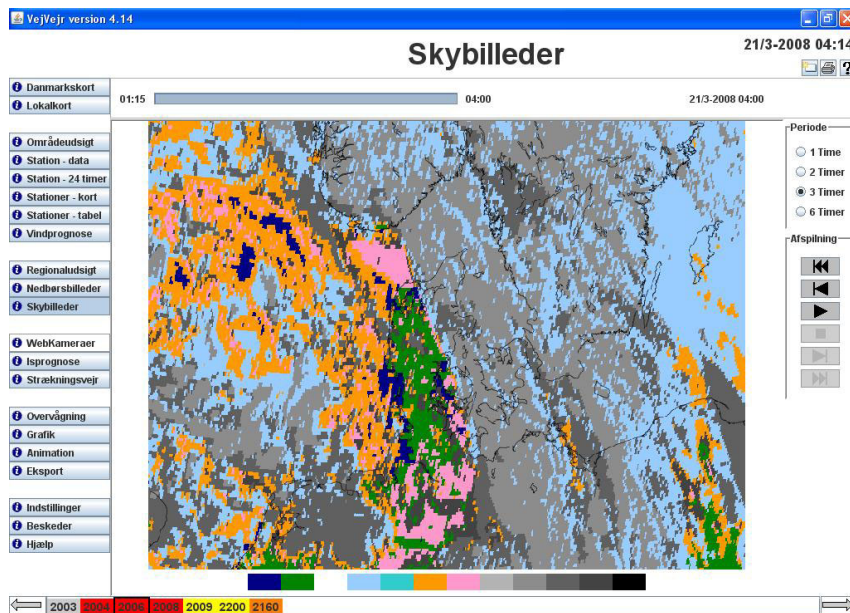 VejVejr version 4.14
Skybilleder
21/3-2008 04:14
?
Danmarkskort
Lokalkort
01:15
04:00
21/3-2008 04:00
Områdeudsigt
Station - data
Station - 24 timer
Stationer - kort
Stationer - tabel
Vindprognose
Regionaludsigt
Nedbørsbilleder
Skybilleder
WebKameraer
Isprognose
Strækningsvejr
Overvågning
Grafik
Animation
Eksport
Indstillinger
Beskeder
Hjælp
Periode
1 Time
2 Timer
3 Timer
6 Timer
Afspilning
2003 2004 2006 2008 2009 2200 2160